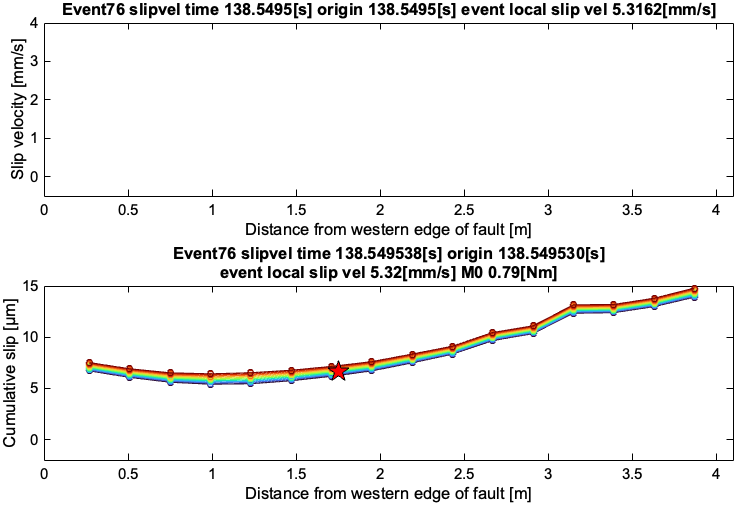 Event76 slipvel time 138.5495[s] origin 138.5495[s] event local slip vel 5.3162[mm/s]
4
3
2
1
0
Slip velocity [mm/s]
0 0.5 1 1.5 2 2.5 3 3.5 4
Distance from western edge of fault [m]
Event76 slipvel time 138.549538[s] origin 138.549530[s]
event local slip vel 5.32[mm/s] M0 0.79[Nm]
15
10
5
0
Cumulative slip [μm]
0 0.5 1 1.5 2 2.5 3 3.5 4
Distance from western edge of fault [m]